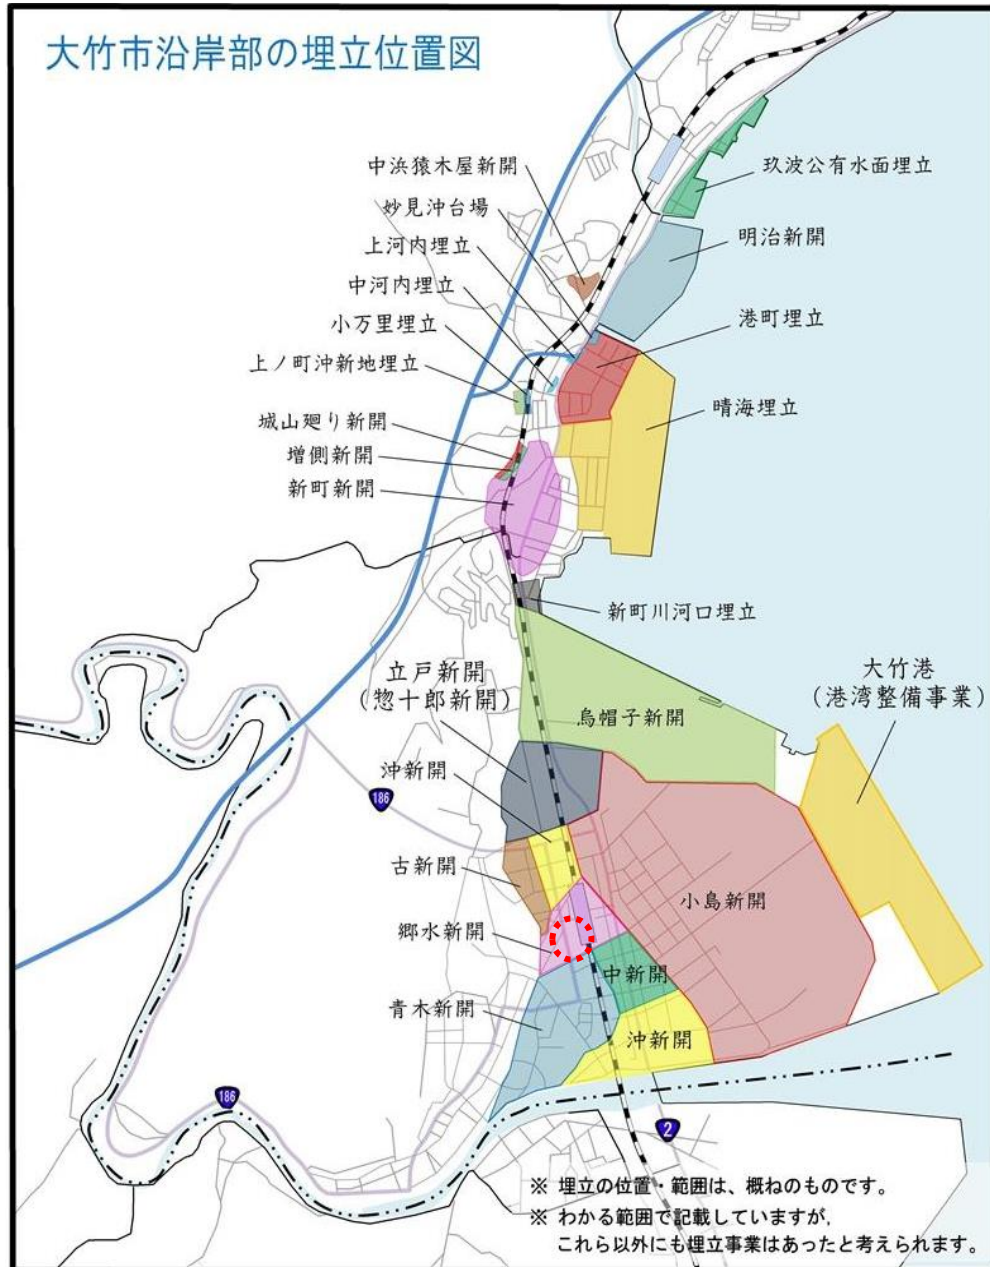 大竹市沿岸部の埋立位置図
中浜猿木屋新開
妙見沖台場
上河内埋立
中河内埋立
小万里埋立
上ノ町沖新地埋立
城山廻り新開
増側新開
新町新開
玖波公有水面埋立
明治新開
港町埋立
晴海埋立
新町川河口埋立
立戸新開
(惣十郎新開)
烏帽子新開
大竹港
(港湾整備事業)
沖新開
186
古新開
小島新開
郷水新開
中新開
青木新開
沖新開
186
2
※ 埋立の位置・範囲は、概ねのものです。
※ わかる範囲で記載していますが、
これら以外にも埋立事業はあったと考えられます。